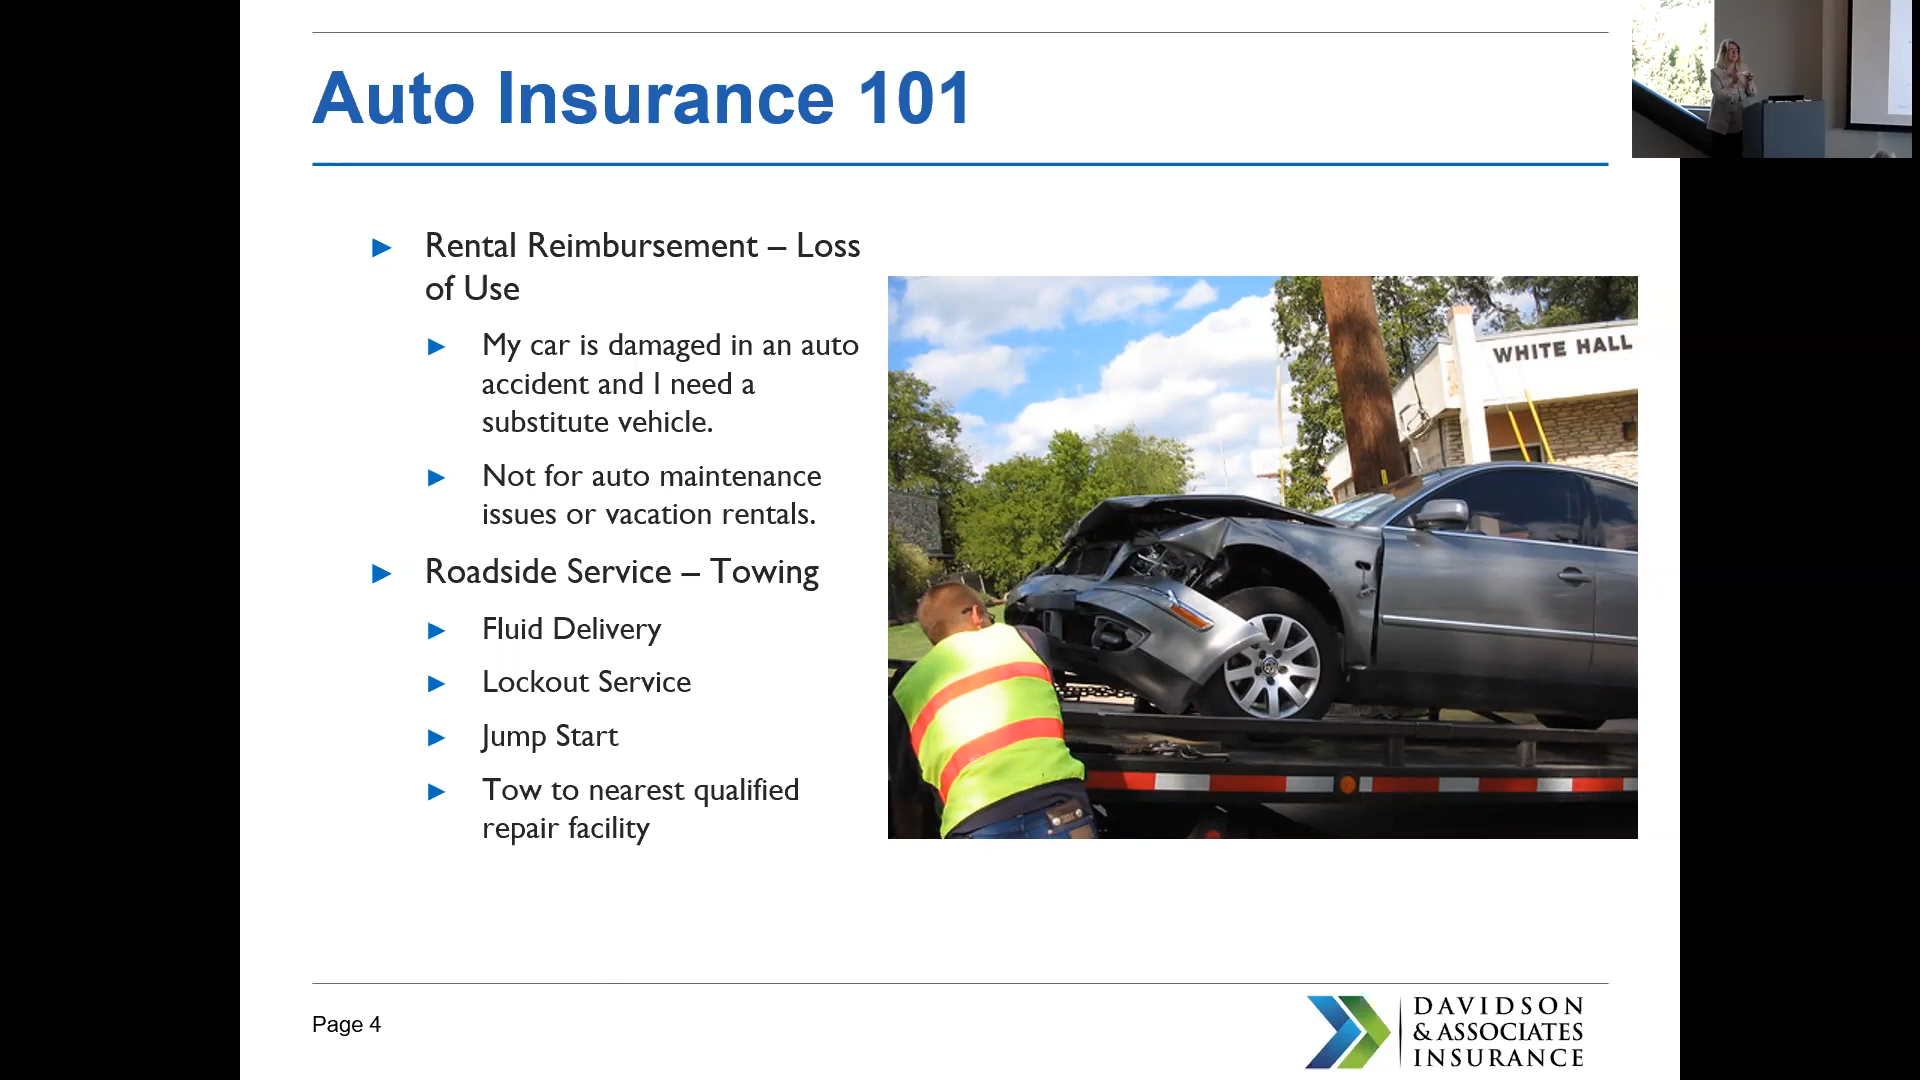 Auto Insurance 101
► Rental Reimbursement – Loss
of Use
► My car is damaged in an auto
accident and I need a
substitute vehicle.
► Not for auto maintenance
issues or vacation rentals.
► Roadside Service – Towing
► Fluid Delivery
► Lockout Service
► Jump Start
► Tow to nearest qualified
repair facility
WHITE HALL
Page 4
DAVIDSON
& ASSOCIATES
INSURANCE